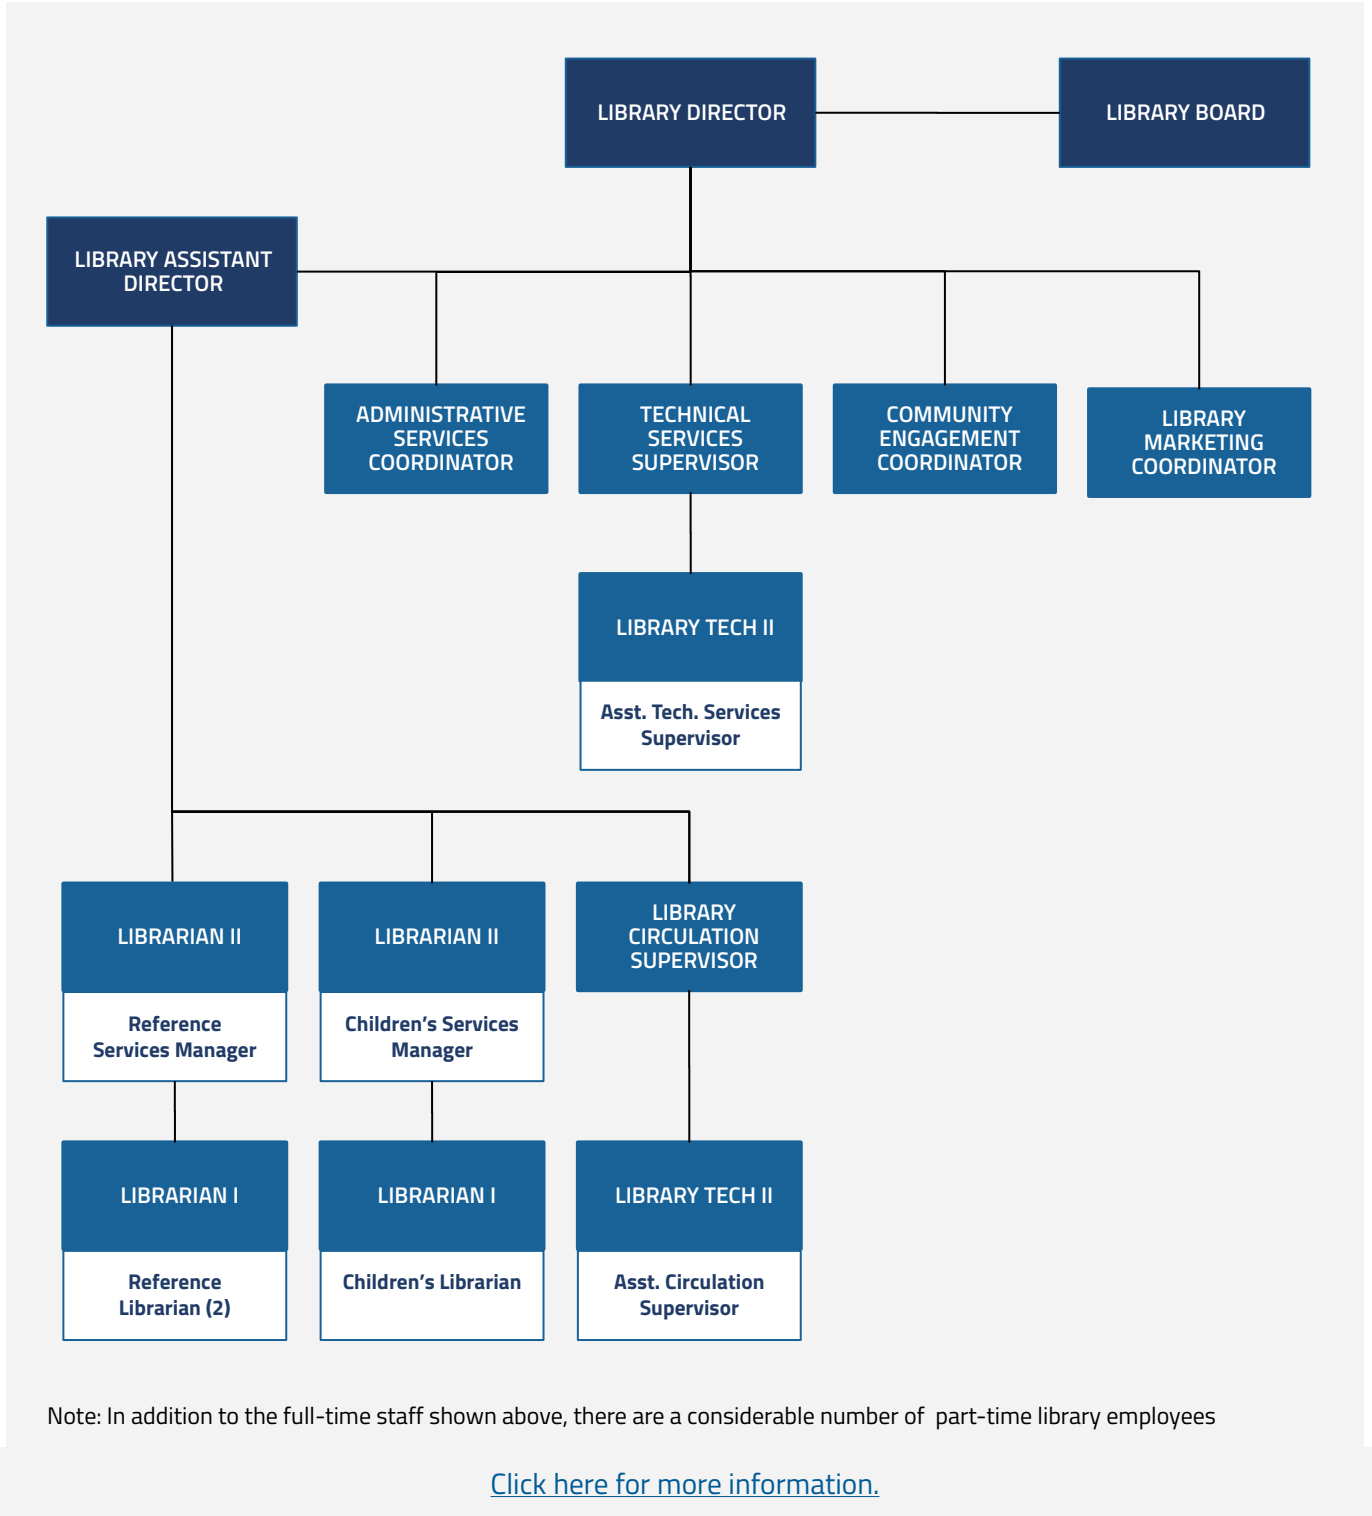 LIBRARY DIRECTOR
LIBRARY BOARD
LIBRARY ASSISTANT
DIRECTOR
ADMINISTRATIVE
SERVICES
COORDINATOR
TECHNICAL
SERVICES
SUPERVISOR
COMMUNITY
ENGAGEMENT
COORDINATOR
LIBRARY
MARKETING
COORDINATOR
LIBRARY TECH II
Asst. Tech. Services
Supervisor
LIBRARIAN II
Reference
Services Manager
LIBRARIAN II
Children’s Services
Manager
LIBRARY
CIRCULATION
SUPERVISOR
LIBRARIAN I
Reference
Librarian (2)
LIBRARIAN I
Children’s Librarian
LIBRARY TECH II
Asst. Circulation
Supervisor
Note: In addition to the full-time staff shown above, there are a considerable number of  part-time library employees
Click here for more information.